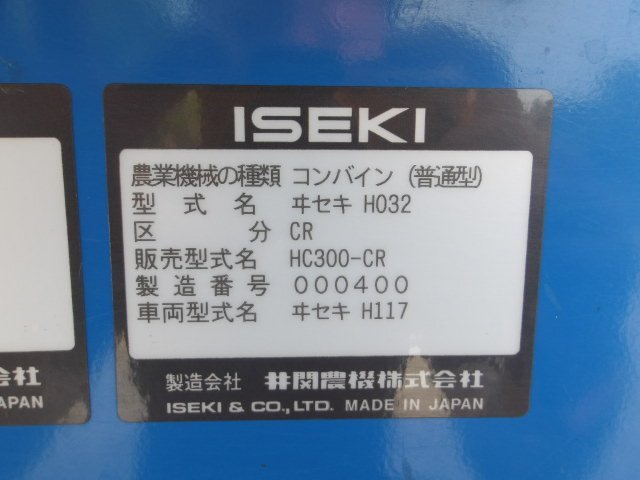 ISEKI
農業機械の種類 コンバイン (普通型)
型式名 ヰセキ H032
区分 CR
販売型式名 HC300-CR
製造番号 000400
車両型式名 ヰセキ H117
製造会社 井関農機株式会社
ISEKI & CO., LTD. MADE IN JAPAN
会社
APAN